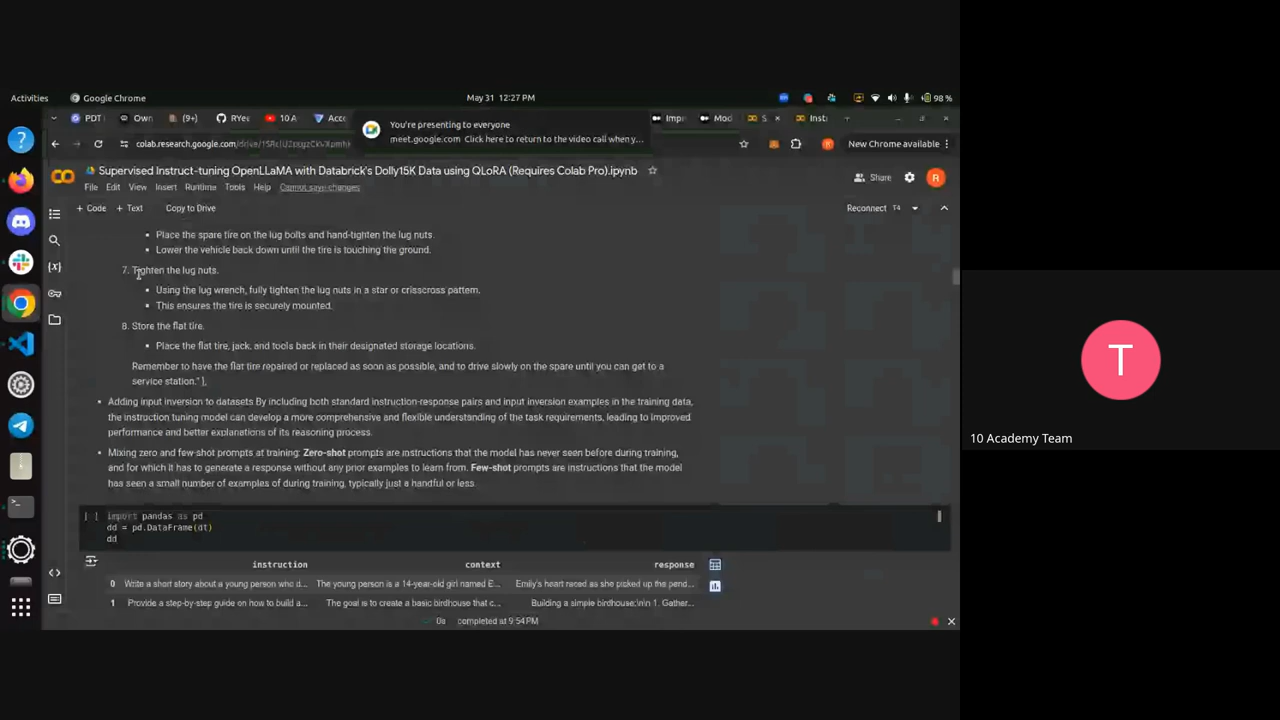 Activities
Google Chrome
May 31 12:27 PM
98 %
PDT
Own
(9+)
RYe
10 A
Acc
You're presenting to everyone
meet.google.com Click here to return to the video call when y...
Impr
Mod
S
Inst
colab.research.google.com/drive/
New Chrome available
Supervised Instruct-tuning OpenLLaMA with Databrick's Dolly15K Data using QLoRA (Requires Colab Pro).ipynb
Share
R
File Edit View Insert Runtime Tools Help Cannot save changes
+ Code + Text Copy to Drive
Reconnect T4
• Place the spare tire on the lug bolts and hand-tighten the lug nuts.
• Lower the vehicle back down until the tire is touching the ground.
7. Tighten the lug nuts.
• Using the lug wrench, fully tighten the lug nuts in a star or crisscross pattern.
• This ensures the tire is securely mounted.
8. Store the flat tire.
• Place the flat tire, jack, and tools back in their designated storage locations.
Remember to have the flat tire repaired or replaced as soon as possible, and to drive slowly on the spare until you can get to a
service station." ],
• Adding input inversion to datasets By including both standard instruction-response pairs and input inversion examples in the training data,
the instruction tuning model can develop a more comprehensive and flexible understanding of the task requirements, leading to improved
performance and better explanations of its reasoning process.
• Mixing zero and few-shot prompts at training: Zero-shot prompts are instructions that the model has never seen before during training,
and for which it has to generate a response without any prior examples to learn from. Few-shot prompts are instructions that the model
has seen a small number of examples of during training, typically just a handful or less.
[ ] import pandas as pd
dd = pd.DataFrame(dt)
dd
instruction context response
0 Write a short story about a young person who d... The young person is a 14-year-old girl named E... Emily's heart raced as she picked up the pend...
1 Provide a step-by-step guide on how to build a... The goal is to create a basic birdhouse that c... Building a simple birdhouse:\n\n 1. Gather...
0s completed at 9:54PM
T
10 Academy Team